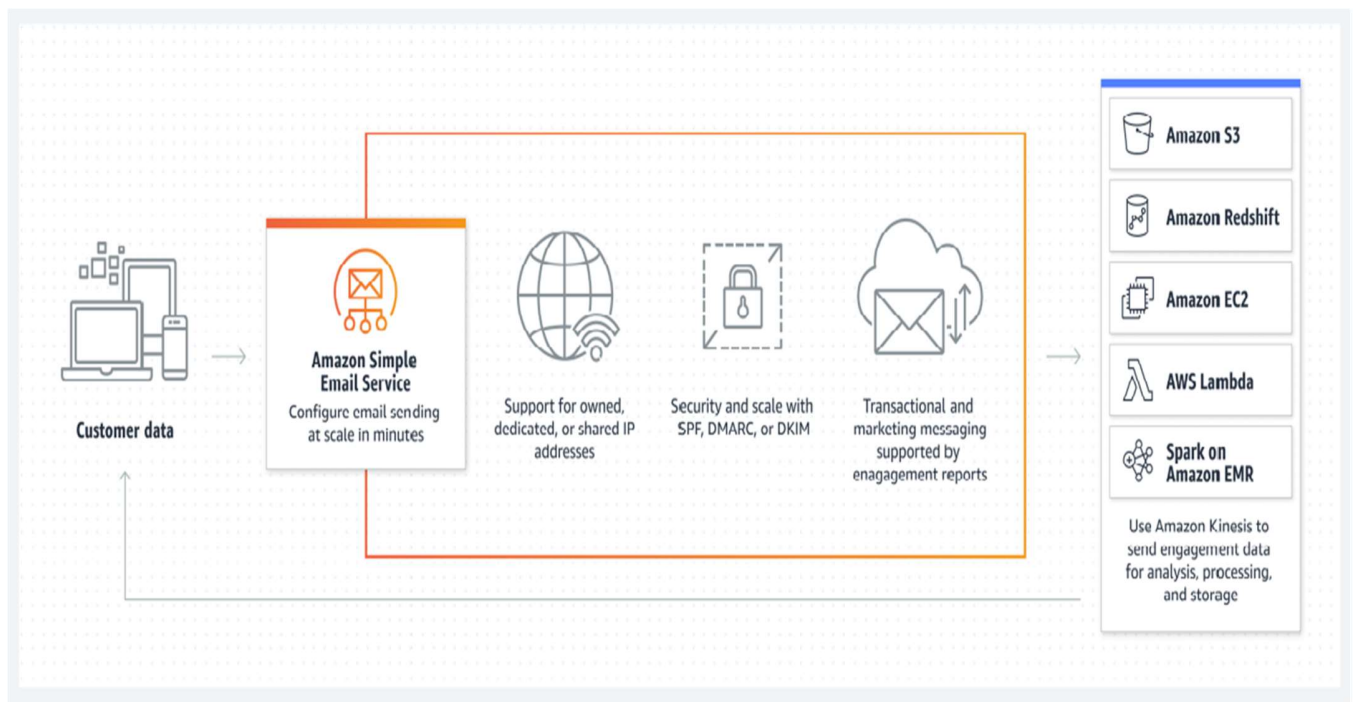 Customer data
Amazon Simple
Email Service
Configure email sending
at scale in minutes
Support for owned,
dedicated, or shared IP
addresses
Security and scale with
SPF, DMARC, or DKIM
Transactional and
marketing messaging
supported by
enagagement reports
Amazon S3
Amazon Redshift
Amazon EC2
AWS Lambda
Spark on
Amazon EMR
Use Amazon Kinesis to
send engagement data
for analysis, processing,
and storage